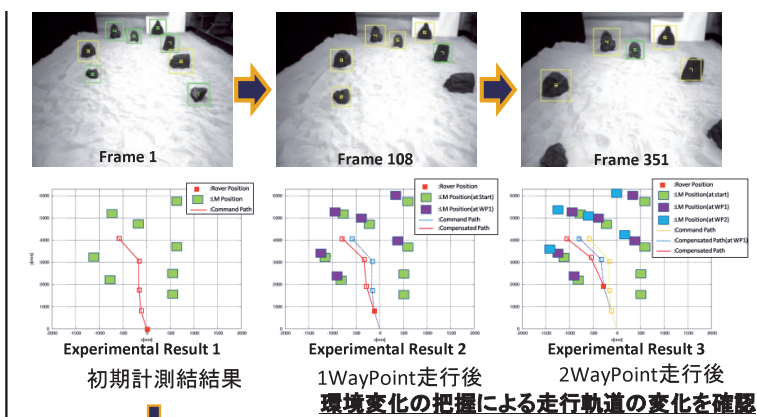 Frame 1
Frame 108
Frame 351
:Rover Position
:LM Position
:Command Path
:Rover Position
:LM Position(at Start)
:LM Position(at WP1)
:Command Path
:Compensated Path
:Rover Position
:LM Position(at start)
:LM Position(at WP1)
:LM Position(at WP2)
:Command Path
:Compensated Path(at WP1)
:Compensated Path
Experimental Result 1
Experimental Result 2
Experimental Result 3
初期計測結結果
1WayPoint走行後
2WayPoint走行後
環境変化の把握による走行軌道の変化を確認